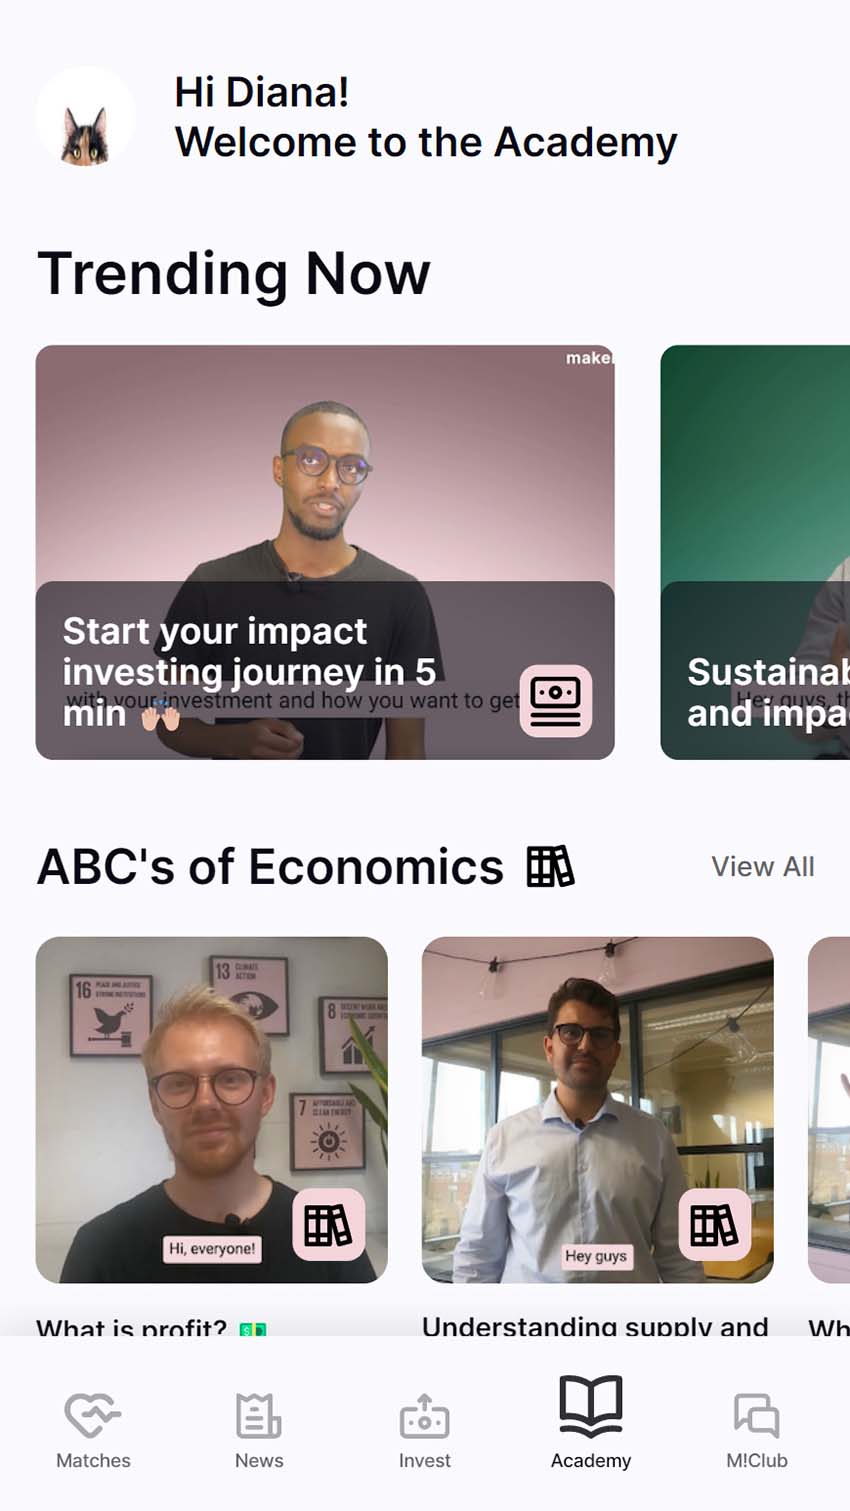 Hi Diana!
Welcome to the Academy
Trending Now
make
Start your impact
investing journey in 5
min 🙌🏼
with your investment and how you want to get
Sustainab
and impa
Hey guys, th
ABC's of Economics
View All
16 PEACE AND JUSTICE
STRONG INSTITUTIONS
13 CLIMATE
ACTION
8 DECENT WORK AND
ECONOMIC GROWTH
7 AFFORDABLE AND
CLEAN ENERGY
Hi, everyone!
Hey guys
What is profit? 💵
Understanding supply and
Wh
Matches
News
Invest
Academy
M!Club